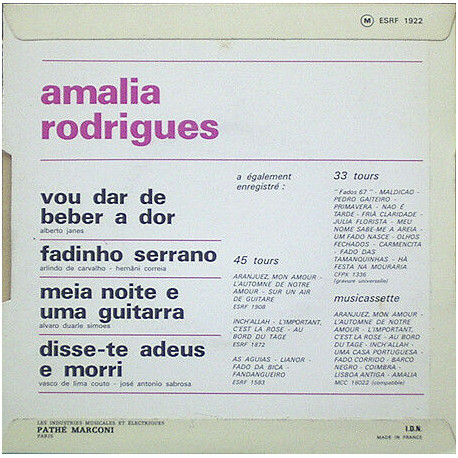 M ESRF 1922
amalia
rodrigues
vou dar de
beber a dor
alberto janes
fadinho serrano
arlindo de carvalho - hernâni correia
meia noite e
uma guitarra
alvaro duarle simoes
disse-te adeus
e morri
vasco de lima couto - josé antonio sabrosa
a également
enregistré :
45 tours
ARANJUEZ, MON AMOUR -
L'AUTOMNE DE NOTRE
AMOUR - SUR UN AIR
DE GUITARE
ESRF 1908
INCH'ALLAH - L'IMPORTANT,
C'EST LA ROSE - AU
BORD DU TAGE
ESRF 1872
AS AGUIAS - LIANOR -
FADO DA BICA -
FANDANGUEIRO
ESRF 1583
33 tours
" Fados 67 " - MALDICAO -
PEDRO GAITEIRO -
PRIMAVERA - NAO E
TARDE - FRIÀ CLARIDADE -
JULIA FLORISTA - MEU
NOME SABE-ME A AREIA -
UM FADO NASCE - OLHOS
FECHADOS - CARMENCITA
- FADO DAS
TAMANQUINHAS - HÀ
FESTA NA MOURARIA
CFPX 1336
(gravure universelle)
musicassette
ARANJUEZ, MON AMOUR -
L'AUTOMNE DE NOTRE
AMOUR - L'IMPORTANT,
C'EST LA ROSE - AU BORD
DU TAGE - INCH'ALLAH -
UMA CASA PORTUGUESA -
FADO CORRIDO - BARCO
NEGRO - COIMBRA -
LISBOA ANTIGA - AMALIA
MCC 16022 (compatible)
LES INDUSTRIES MUSICALES ET ELECTRIQUES
PATHÉ MARCONI
PARIS
I.D.N.
MADE IN FRANCE